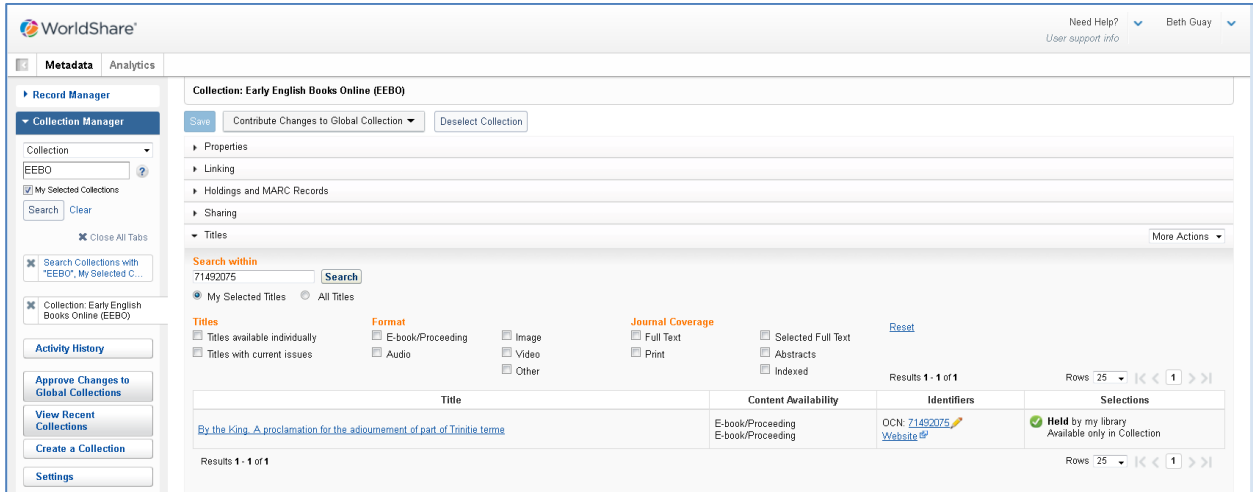 WorldShare®
Need Help?
Beth Guay
User support info
Metadata Analytics
Record Manager
Collection Manager
Collection
EEBO
?
My Selected Collections
Search Clear
Close All Tabs
Search Collections with
"EEBO", My Selected C...
Collection: Early English
Books Online (EEBO)
Activity History
Approve Changes to
Global Collections
View Recent
Collections
Create a Collection
Settings
Collection: Early English Books Online (EEBO)
Save Contribute Changes to Global Collection Deselect Collection
Properties
Linking
Holdings and MARC Records
Sharing
Titles More Actions
Search within
71492075 Search
My Selected Titles All Titles
Titles Format Journal Coverage Reset
Titles available individually E-book/Proceeding Image Full Text Selected Full Text
Titles with current issues Audio Video Print Abstracts
Other Indexed
Results 1 - 1 of 1 Rows 25 1
Title Content Availability Identifiers Selections
By the King. A proclamation for the adiournement of part of Trinitie terme
E-book/Proceeding
E-book/Proceeding
OCN: 71492075
Website
Held by my library
Available only in Collection
Results 1 - 1 of 1 Rows 25 1